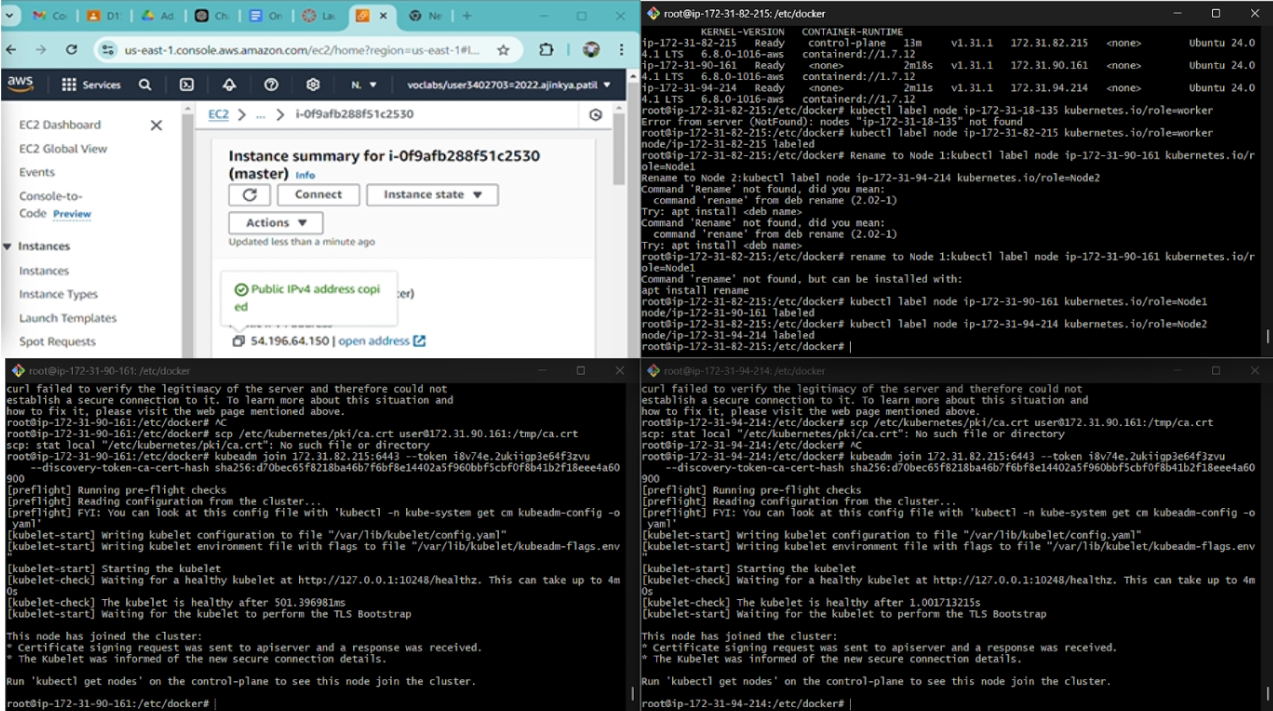 Co
D1
Ad
Ch
On
Lau
Ne
us-east-1.console.aws.amazon.com/ec2/home?region=us-east-1#I...
aws
Services
N.
voclabs/user3402703=2022.ajinkya.patil
EC2 Dashboard
EC2 Global View
Events
Console-to-
Code Preview
Instances
Instances
Instance Types
Launch Templates
Spot Requests
EC2 > ... > i-0f9afb288f51c2530
Instance summary for i-0f9afb288f51c2530
(master) Info
Connect
Instance state
Actions
Updated less than a minute ago
Public IPv4 address copi
ed
er)
54.196.64.150 | open address
root@ip-172-31-82-215: /etc/docker
KERNEL-VERSION CONTAINER-RUNTIME
ip-172-31-82-215 Ready control-plane 13m v1.31.1 172.31.82.215 <none> Ubuntu 24.0
4.1 LTS 6.8.0-1016-aws containerd://1.7.12
ip-172-31-90-161 Ready <none> 2m18s v1.31.1 172.31.90.161 <none> Ubuntu 24.0
4.1 LTS 6.8.0-1016-aws containerd://1.7.12
ip-172-31-94-214 Ready <none> 2m11s v1.31.1 172.31.94.214 <none> Ubuntu 24.0
4.1 LTS 6.8.0-1016-aws containerd://1.7.12
root@ip-172-31-82-215:/etc/docker# kubectl label node ip-172-31-18-135 kubernetes.io/role=worker
Error from server (NotFound): nodes "ip-172-31-18-135" not found
root@ip-172-31-82-215:/etc/docker# kubectl label node ip-172-31-82-215 kubernetes.io/role=worker
node/ip-172-31-82-215 labeled
root@ip-172-31-82-215:/etc/docker# Rename to Node 1:kubectl label node ip-172-31-90-161 kubernetes.io/r
ole=Node1
Rename to Node 2:kubectl label node ip-172-31-94-214 kubernetes.io/role=Node2
Command 'Rename' not found, did you mean:
command 'rename' from deb rename (2.02-1)
Try: apt install <deb name>
Command 'Rename' not found, did you mean:
command 'rename' from deb rename (2.02-1)
Try: apt install <deb name>
root@ip-172-31-82-215:/etc/docker# rename to Node 1:kubectl label node ip-172-31-90-161 kubernetes.io/r
ole=Node1
Command 'rename' not found, but can be installed with:
apt install rename
root@ip-172-31-82-215:/etc/docker# kubectl label node ip-172-31-90-161 kubernetes.io/role=Node1
node/ip-172-31-90-161 labeled
root@ip-172-31-82-215:/etc/docker# kubectl label node ip-172-31-94-214 kubernetes.io/role=Node2
node/ip-172-31-94-214 labeled
root@ip-172-31-82-215:/etc/docker#
root@ip-172-31-90-161: /etc/docker
curl failed to verify the legitimacy of the server and therefore could not
establish a secure connection to it. To learn more about this situation and
how to fix it, please visit the web page mentioned above.
root@ip-172-31-90-161:/etc/docker# ^C
root@ip-172-31-90-161:/etc/docker# scp /etc/kubernetes/pki/ca.crt user@172.31.90.161:/tmp/ca.crt
scp: stat local "/etc/kubernetes/pki/ca.crt": No such file or directory
root@ip-172-31-90-161:/etc/docker# kubeadm join 172.31.82.215:6443 --token i8v74e.2ukiigp3e64f3zvu
--discovery-token-ca-cert-hash sha256:d70bec65f8218ba46b7f6bf8e14402a5f960bbf5cbf0f8b41b2f18eee4a60
900
[preflight] Running pre-flight checks
[preflight] Reading configuration from the cluster...
[preflight] FYI: You can look at this config file with 'kubectl -n kube-system get cm kubeadm-config -o
yaml'
[kubelet-start] Writing kubelet configuration to file "/var/lib/kubelet/config.yaml"
[kubelet-start] Writing kubelet environment file with flags to file "/var/lib/kubelet/kubeadm-flags.env
"
[kubelet-start] Starting the kubelet
[kubelet-check] Waiting for a healthy kubelet at http://127.0.0.1:10248/healthz. This can take up to 4m
0s
[kubelet-check] The kubelet is healthy after 501.396981ms
[kubelet-start] Waiting for the kubelet to perform the TLS Bootstrap
This node has joined the cluster:
* Certificate signing request was sent to apiserver and a response was received.
* The Kubelet was informed of the new secure connection details.
Run 'kubectl get nodes' on the control-plane to see this node join the cluster.
root@ip-172-31-90-161:/etc/docker#
root@ip-172-31-94-214: /etc/docker
curl failed to verify the legitimacy of the server and therefore could not
establish a secure connection to it. To learn more about this situation and
how to fix it, please visit the web page mentioned above.
root@ip-172-31-94-214:/etc/docker# scp /etc/kubernetes/pki/ca.crt user@172.31.90.161:/tmp/ca.crt
scp: stat local "/etc/kubernetes/pki/ca.crt": No such file or directory
root@ip-172-31-94-214:/etc/docker# ^C
root@ip-172-31-94-214:/etc/docker# kubeadm join 172.31.82.215:6443 --token i8v74e.2ukiigp3e64f3zvu
--discovery-token-ca-cert-hash sha256:d70bec65f8218ba46b7f6bf8e14402a5f960bbf5cbf0f8b41b2f18eee4a60
900
[preflight] Running pre-flight checks
[preflight] Reading configuration from the cluster...
[preflight] FYI: You can look at this config file with 'kubectl -n kube-system get cm kubeadm-config -o
yaml'
[kubelet-start] Writing kubelet configuration to file "/var/lib/kubelet/config.yaml"
[kubelet-start] Writing kubelet environment file with flags to file "/var/lib/kubelet/kubeadm-flags.env
"
[kubelet-start] Starting the kubelet
[kubelet-check] Waiting for a healthy kubelet at http://127.0.0.1:10248/healthz. This can take up to 4m
0s
[kubelet-check] The kubelet is healthy after 1.001713215s
[kubelet-start] Waiting for the kubelet to perform the TLS Bootstrap
This node has joined the cluster:
* Certificate signing request was sent to apiserver and a response was received.
* The Kubelet was informed of the new secure connection details.
Run 'kubectl get nodes' on the control-plane to see this node join the cluster.
root@ip-172-31-94-214:/etc/docker#